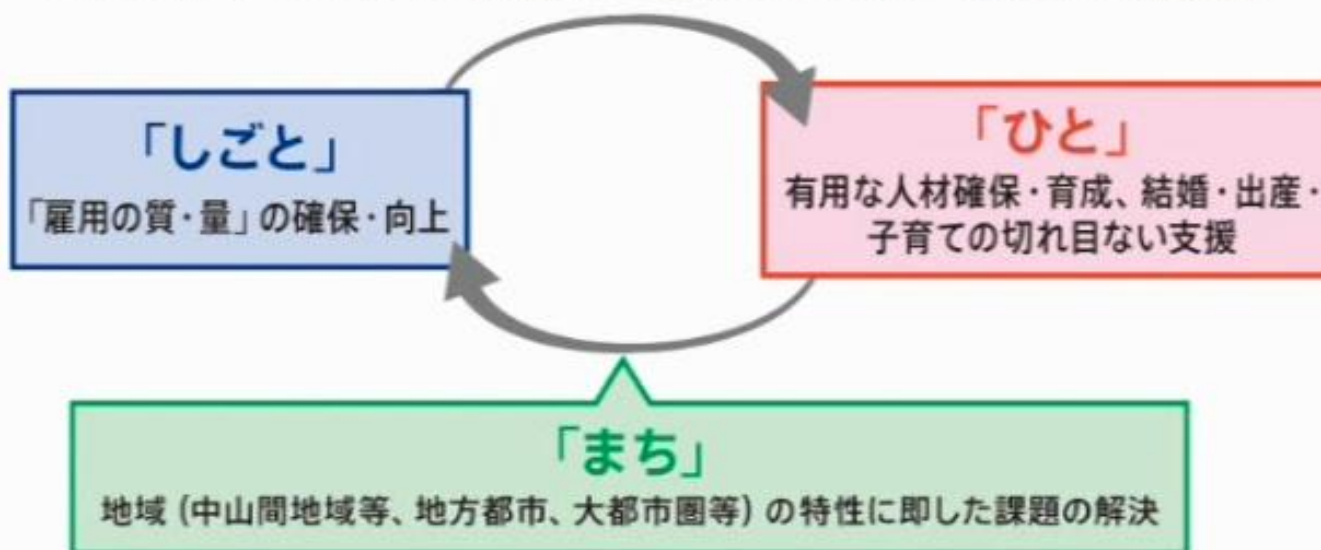 「しごと」
「雇用の質・量」の確保・向上
「ひと」
有用な人材確保・育成、結婚・出産・
子育ての切れ目ない支援
「まち」
地域(中山間地域等、地方都市、大都市圏等)の特性に即した課題の解決